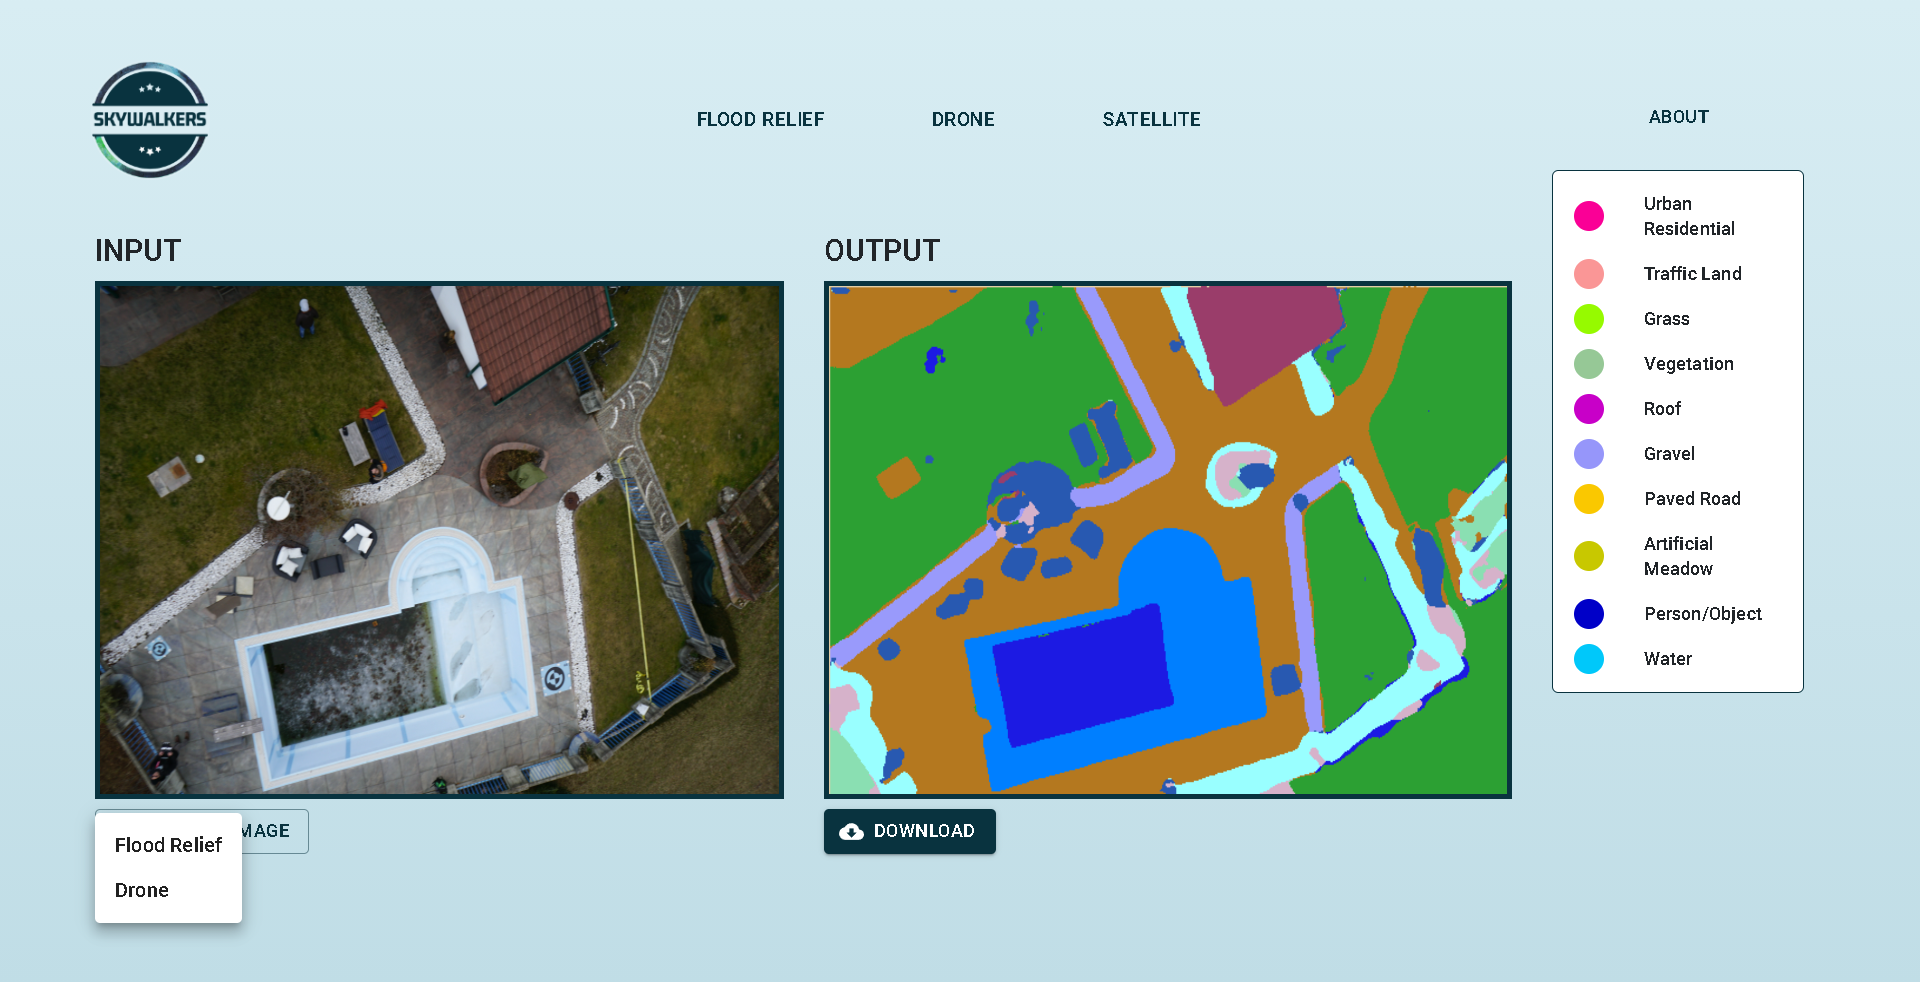 SKYWALKERS
FLOOD RELIEF
DRONE
SATELLITE
ABOUT
INPUT
OUTPUT
Urban
Residential
Traffic Land
Grass
Vegetation
Roof
Gravel
Paved Road
Artificial
Meadow
Person/Object
Water
MAGE
Flood Relief
Drone
DOWNLOAD